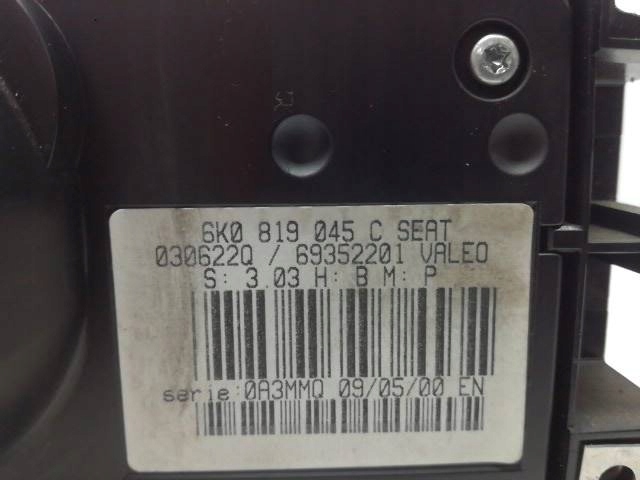 6K0 819 045 C SEAT
030622Q / 69352201 VALEO
S: 3.03 H: B M: P
serie:0A3MMQ 09/05/00 EN